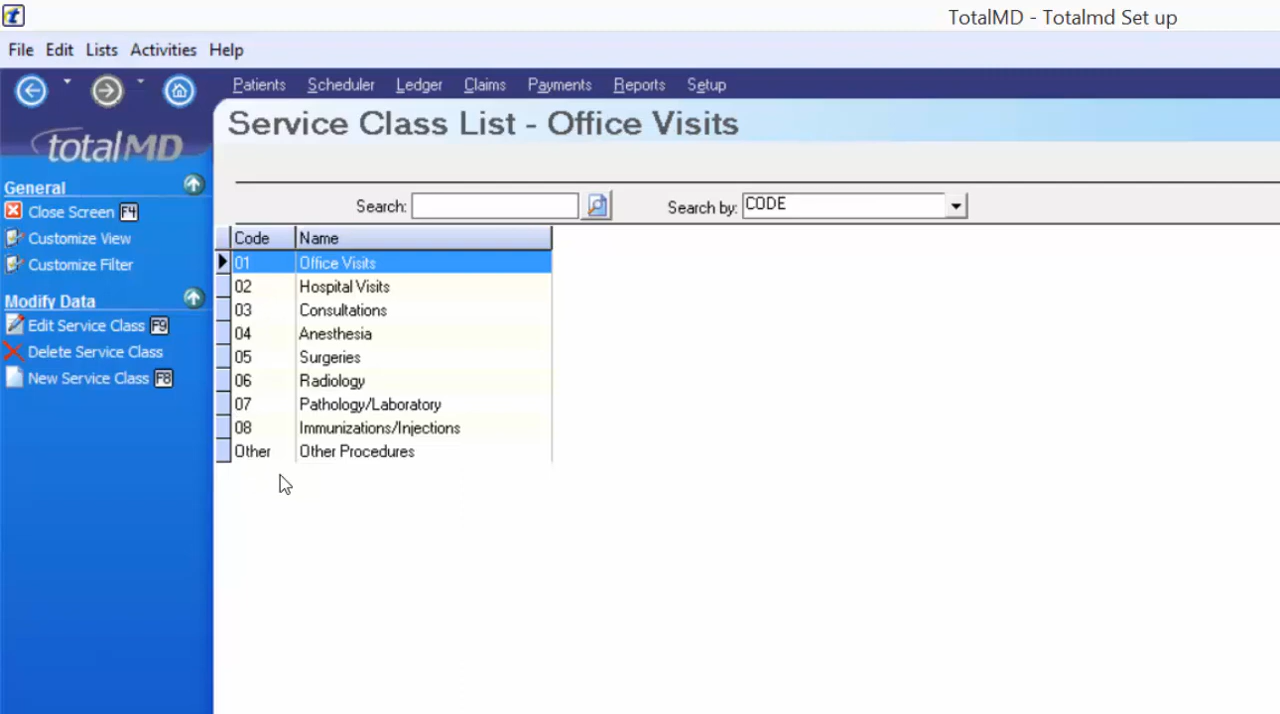 TotalMD - Totalmd Set up
File Edit Lists Activities Help
Patients Scheduler Ledger Claims Payments Reports Setup
totalMD
Service Class List - Office Visits
General
Close Screen F4
Customize View
Customize Filter
Modify Data
Edit Service Class F9
Delete Service Class
New Service Class F8
Search: Search by: CODE
Code Name
01 Office Visits
02 Hospital Visits
03 Consultations
04 Anesthesia
05 Surgeries
06 Radiology
07 Pathology/Laboratory
08 Immunizations/Injections
Other Other Procedures